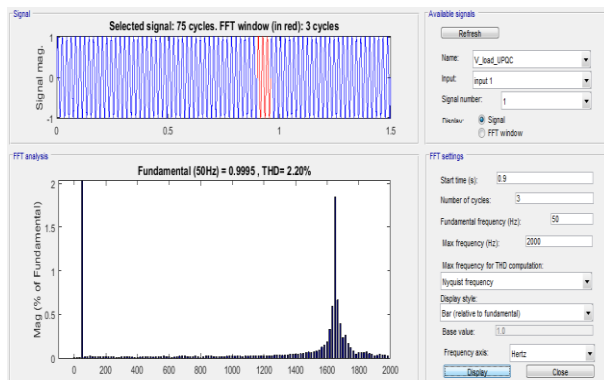 Signal
Selected signal: 75 cycles. FFT window (in red): 3 cycles
Signal mag.
1
0
-1
0
0.5
1
1.5
FFT analysis
Fundamental (50Hz) = 0.9995 , THD= 2.20%
Mag (% of Fundamental)
2
1.5
1
0.5
0
0 200 400 600 800 1000 1200 1400 1600 1800 2000
Available signals
Refresh
Name: V_load_UPQC
Input: input 1
Signal number: 1
Display: Signal
FFT window
FFT settings
Start time (s): 0.9
Number of cycles: 3
Fundamental frequency (Hz): 50
Max frequency (Hz): 2000
Max frequency for THD computation:
Nyquist frequency
Display style:
Bar (relative to fundamental)
Base value: 1.0
Frequency axis: Hertz
Display Close